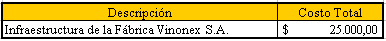 Descripción Costo Total
Infraestructura de la Fábrica Vinonex S.A. $ 25.000,00